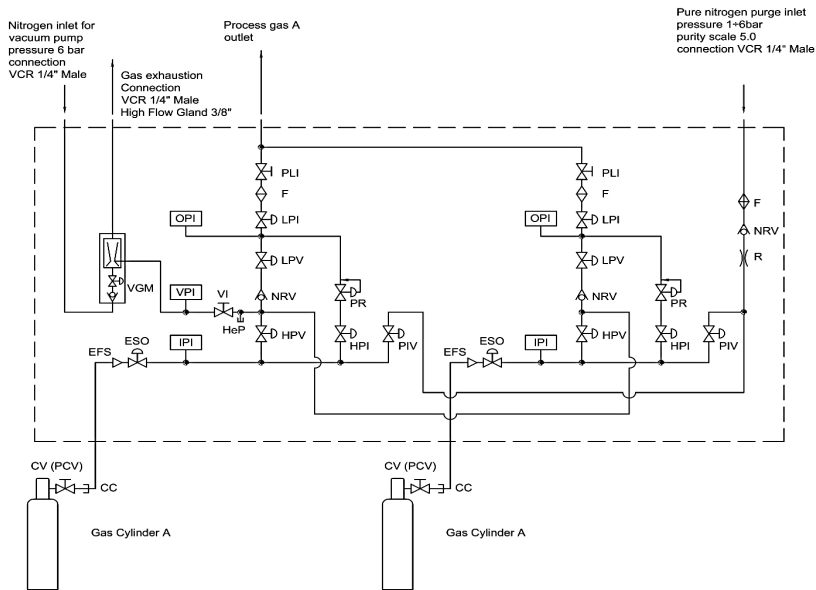 Nitrogen inlet for
vacuum pump
pressure 6 bar
connection
VCR 1/4" Male
Gas exhaustion
Connection
VCR 1/4" Male
High Flow Gland 3/8"
Process gas A
outlet
Pure nitrogen purge inlet
pressure 1÷6bar
purity scale 5.0
connection VCR 1/4" Male
PLI
F
OPI
LPI
LPV
VGM
VPI
VI
HeP
NRV
PR
EFS
ESO
IPI
HPV
HPI
PIV
PLI
F
OPI
LPI
LPV
NRV
PR
EFS
ESO
IPI
HPV
HPI
PIV
F
NRV
R
CV (PCV)
CC
Gas Cylinder A
CV (PCV)
CC
Gas Cylinder A